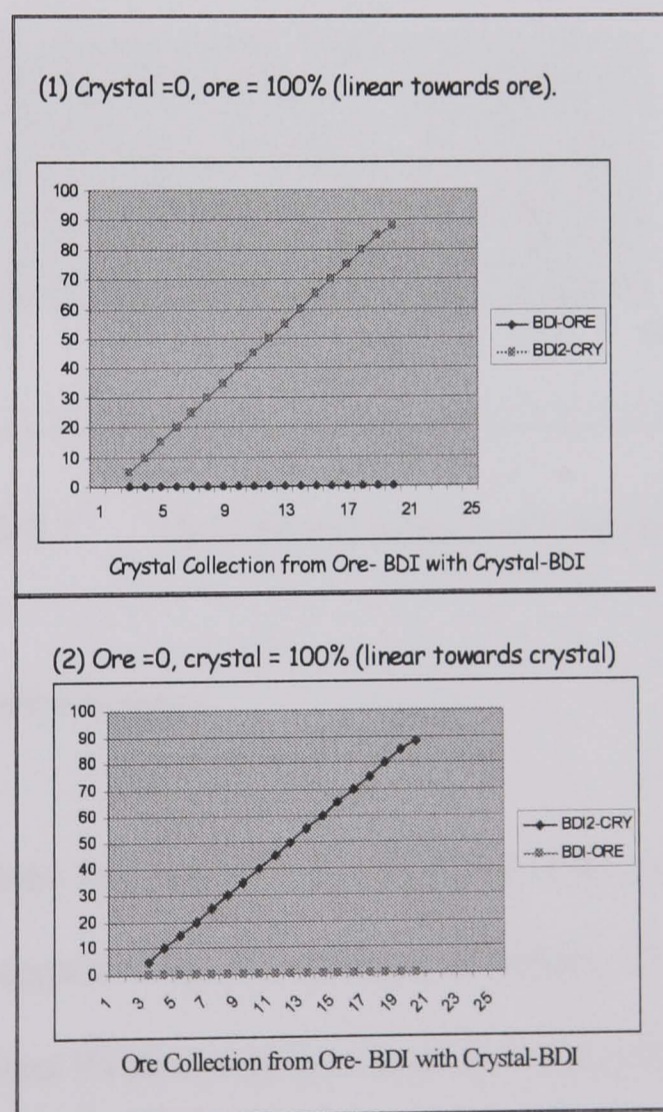 (1) Crystal =0, ore = 100% (linear towards ore).
100
90
80
70
60
50
40
30
20
10
0
1 5 9 13 17 21 25
BDI-ORE
BDI2-CRY
Crystal Collection from Ore- BDI with Crystal-BDI
(2) Ore =0, crystal = 100% (linear towards crystal)
100
90
80
70
60
50
40
30
20
10
0
1 3 5 7 9 11 13 15 17 19 21 23 25
BDI2-CRY
BDI-ORE
Ore Collection from Ore- BDI with Crystal-BDI